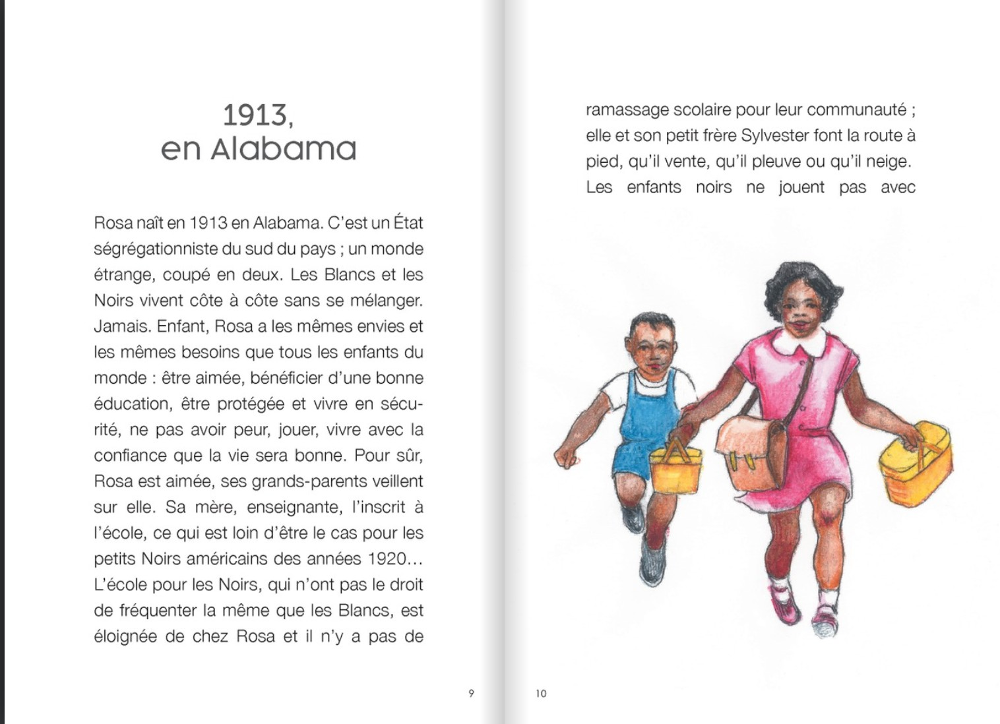 1913,
en Alabama
Rosa naît en 1913 en Alabama. C’est un État
ségrégationniste du sud du pays ; un monde
étrange, coupé en deux. Les Blancs et les
Noirs vivent côte à côte sans se mélanger.
Jamais. Enfant, Rosa a les mêmes envies et
les mêmes besoins que tous les enfants du
monde : être aimée, bénéficier d’une bonne
éducation, être protégée et vivre en sécu-
rité, ne pas avoir peur, jouer, vivre avec la
confiance que la vie sera bonne. Pour sûr,
Rosa est aimée, ses grands-parents veillent
sur elle. Sa mère, enseignante, l’inscrit à
l’école, ce qui est loin d’être le cas pour les
petits Noirs américains des années 1920…
L’école pour les Noirs, qui n’ont pas le droit
de fréquenter la même que les Blancs, est
éloignée de chez Rosa et il n’y a pas de
9
ramassage scolaire pour leur communauté ;
elle et son petit frère Sylvester font la route à
pied, qu’il vente, qu’il pleuve ou qu’il neige.
Les enfants noirs ne jouent pas avec
10